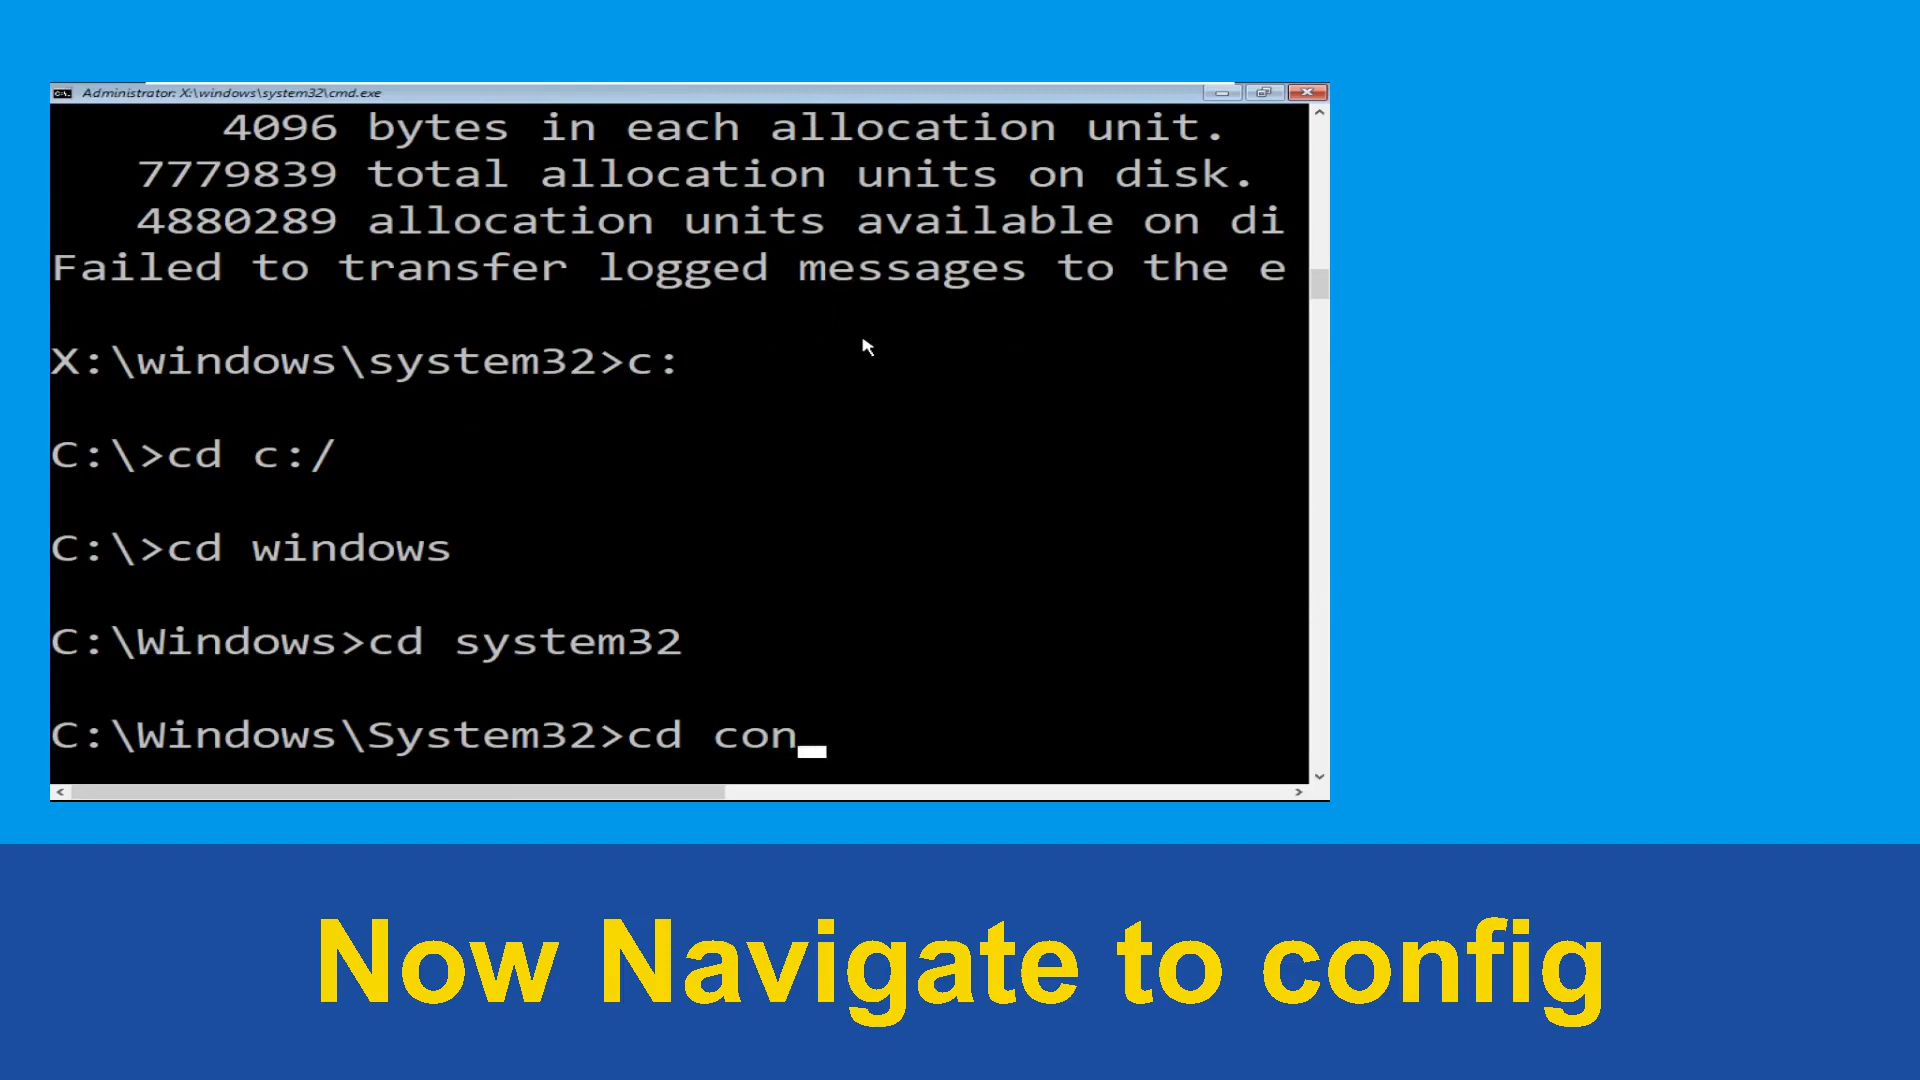 Administrator: X:\windows\system32\cmd.exe
4096 bytes in each allocation unit.
7779839 total allocation units on disk.
4880289 allocation units available on di
Failed to transfer logged messages to the e
X:\windows\system32>c:
C:\>cd c:/
C:\>cd windows
C:\Windows>cd system32
C:\Windows\System32>cd con_
Now Navigate to config